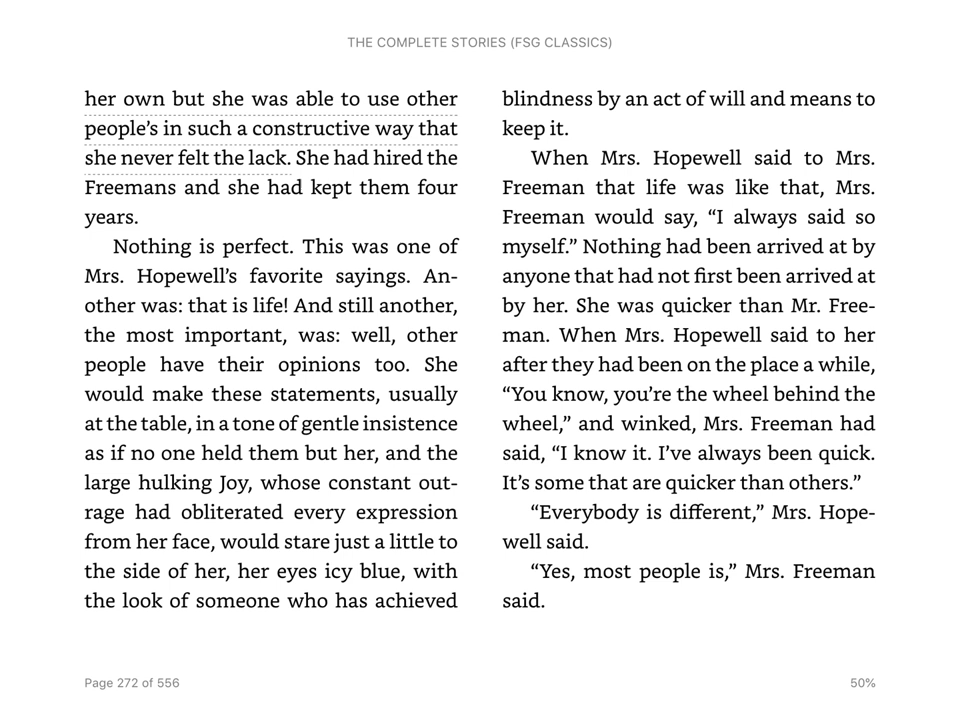 THE COMPLETE STORIES (FSG CLASSICS)
her own but she was able to use other
people’s in such a constructive way that
she never felt the lack. She had hired the
Freemans and she had kept them four
years.
Nothing is perfect. This was one of
Mrs. Hopewell’s favorite sayings. An-
other was: that is life! And still another,
the most important, was: well, other
people have their opinions too. She
would make these statements, usually
at the table, in a tone of gentle insistence
as if no one held them but her, and the
large hulking Joy, whose constant out-
rage had obliterated every expression
from her face, would stare just a little to
the side of her, her eyes icy blue, with
the look of someone who has achieved
blindness by an act of will and means to
keep it.
When Mrs. Hopewell said to Mrs.
Freeman that life was like that, Mrs.
Freeman would say, “I always said so
myself.” Nothing had been arrived at by
anyone that had not first been arrived at
by her. She was quicker than Mr. Free-
man. When Mrs. Hopewell said to her
after they had been on the place a while,
“You know, you’re the wheel behind the
wheel,” and winked, Mrs. Freeman had
said, “I know it. I’ve always been quick.
It’s some that are quicker than others.”
“Everybody is different,” Mrs. Hope-
well said.
“Yes, most people is,” Mrs. Freeman
said.
Page 272 of 556
50%